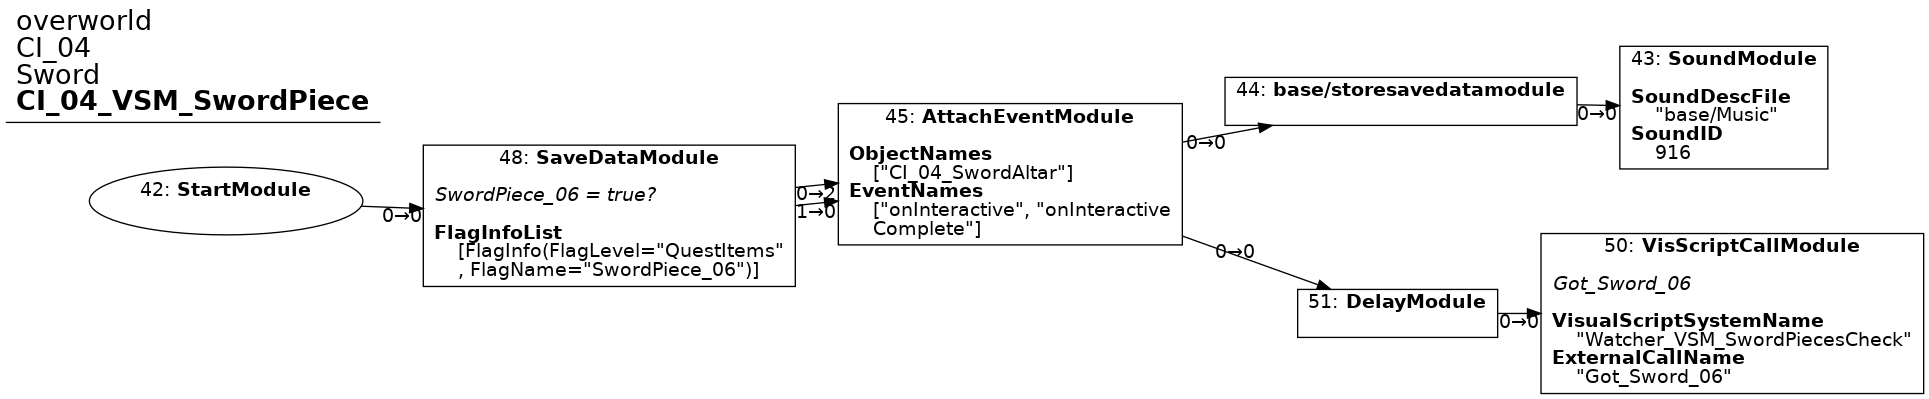 overworld
CI_04
Sword
CI_04_VSM_SwordPiece
42: StartModule
0→0
48: SaveDataModule
SwordPiece_06 = true?
FlagInfoList
[FlagInfo(FlagLevel="QuestItems"
, FlagName="SwordPiece_06")]
0→2
1→0
45: AttachEventModule
ObjectNames
["CI_04_SwordAltar"]
EventNames
["onInteractive", "onInteractive
Complete"]
0→0
44: base/storesavedatamodule
0→0
43: SoundModule
SoundDescFile
"base/Music"
SoundID
916
0→0
51: DelayModule
0→0
50: VisScriptCallModule
Got_Sword_06
VisualScriptSystemName
"Watcher_VSM_SwordPiecesCheck"
ExternalCallName
"Got_Sword_06"